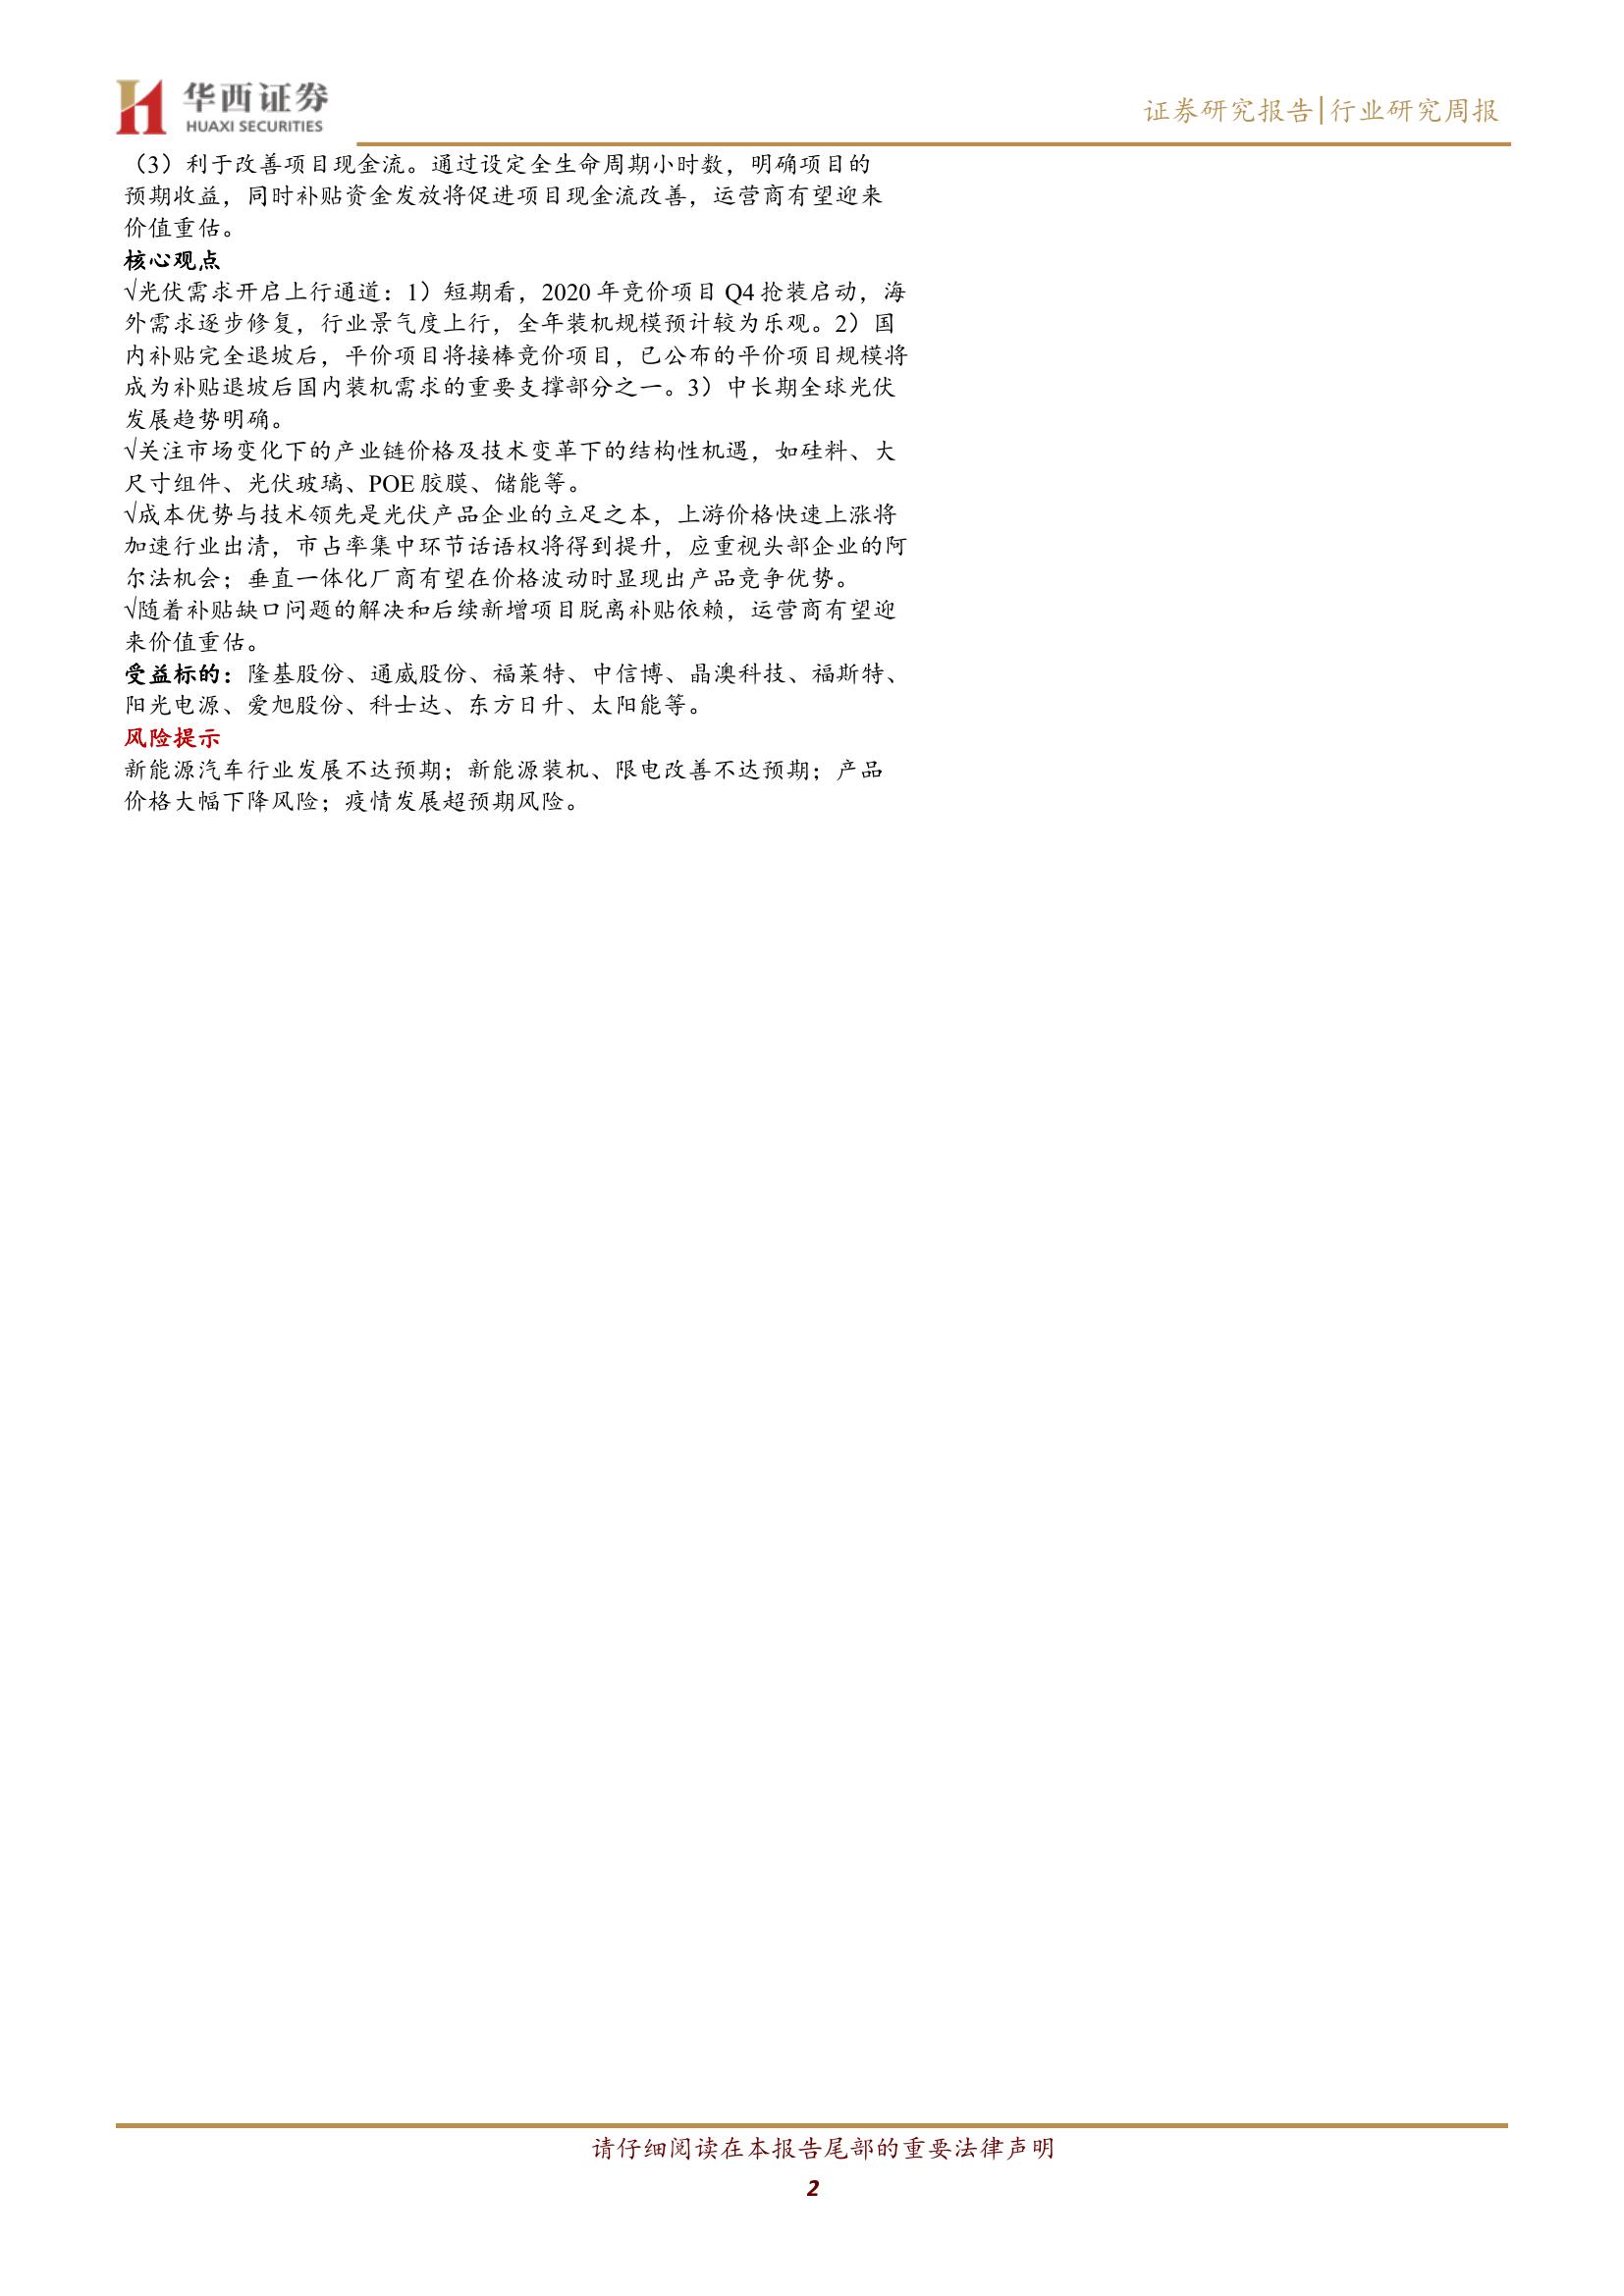 华西证券
HUAXI SECURITIES
证券研究报告|行业研究周报
（3）利于改善项目现金流。通过设定全生命周期小时数，明确项目的
预期收益，同时补贴资金发放将促进项目现金流改善，运营商有望迎来
价值重估。
核心观点
√光伏需求开启上行通道：1）短期看，2020 年竞价项目 Q4 抢装启动，海
外需求逐步修复，行业景气度上行，全年装机规模预计较为乐观。2）国
内补贴完全退坡后，平价项目将接棒竞价项目，已公布的平价项目规模将
成为补贴退坡后国内装机需求的重要支撑部分之一。3）中长期全球光伏
发展趋势明确。
√关注市场变化下的产业链价格及技术变革下的结构性机遇，如硅料、大
尺寸组件、光伏玻璃、POE 胶膜、储能等。
√成本优势与技术领先是光伏产品企业的立足之本，上游价格快速上涨将
加速行业出清，市占率集中环节话语权将得到提升，应重视头部企业的阿
尔法机会；垂直一体化厂商有望在价格波动时显现出产品竞争优势。
√随着补贴缺口问题的解决和后续新增项目脱离补贴依赖，运营商有望迎
来价值重估。
受益标的：隆基股份、通威股份、福莱特、中信博、晶澳科技、福斯特、
阳光电源、爱旭股份、科士达、东方日升、太阳能等。
风险提示
新能源汽车行业发展不达预期；新能源装机、限电改善不达预期；产品
价格大幅下降风险；疫情发展超预期风险。
请仔细阅读在本报告尾部的重要法律声明
2